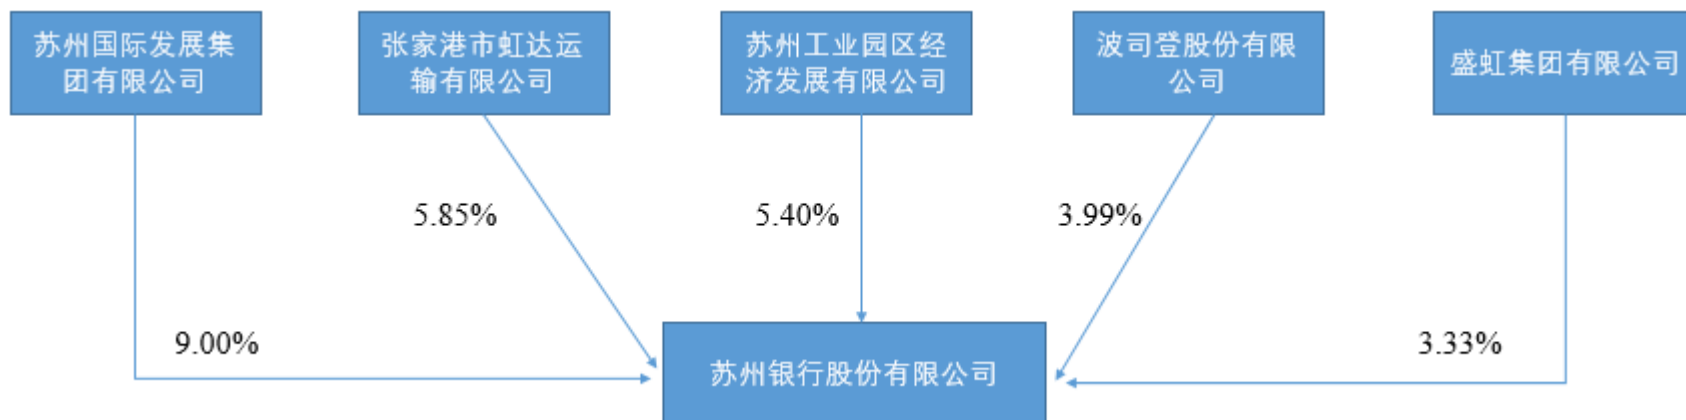 苏州国际发展集
团有限公司
张家港市虹达运
输有限公司
苏州工业园区经
济发展有限公司
波司登股份有限
公司
盛虹集团有限公司
5.85%
5.40%
3.99%
9.00%
3.33%
苏州银行股份有限公司